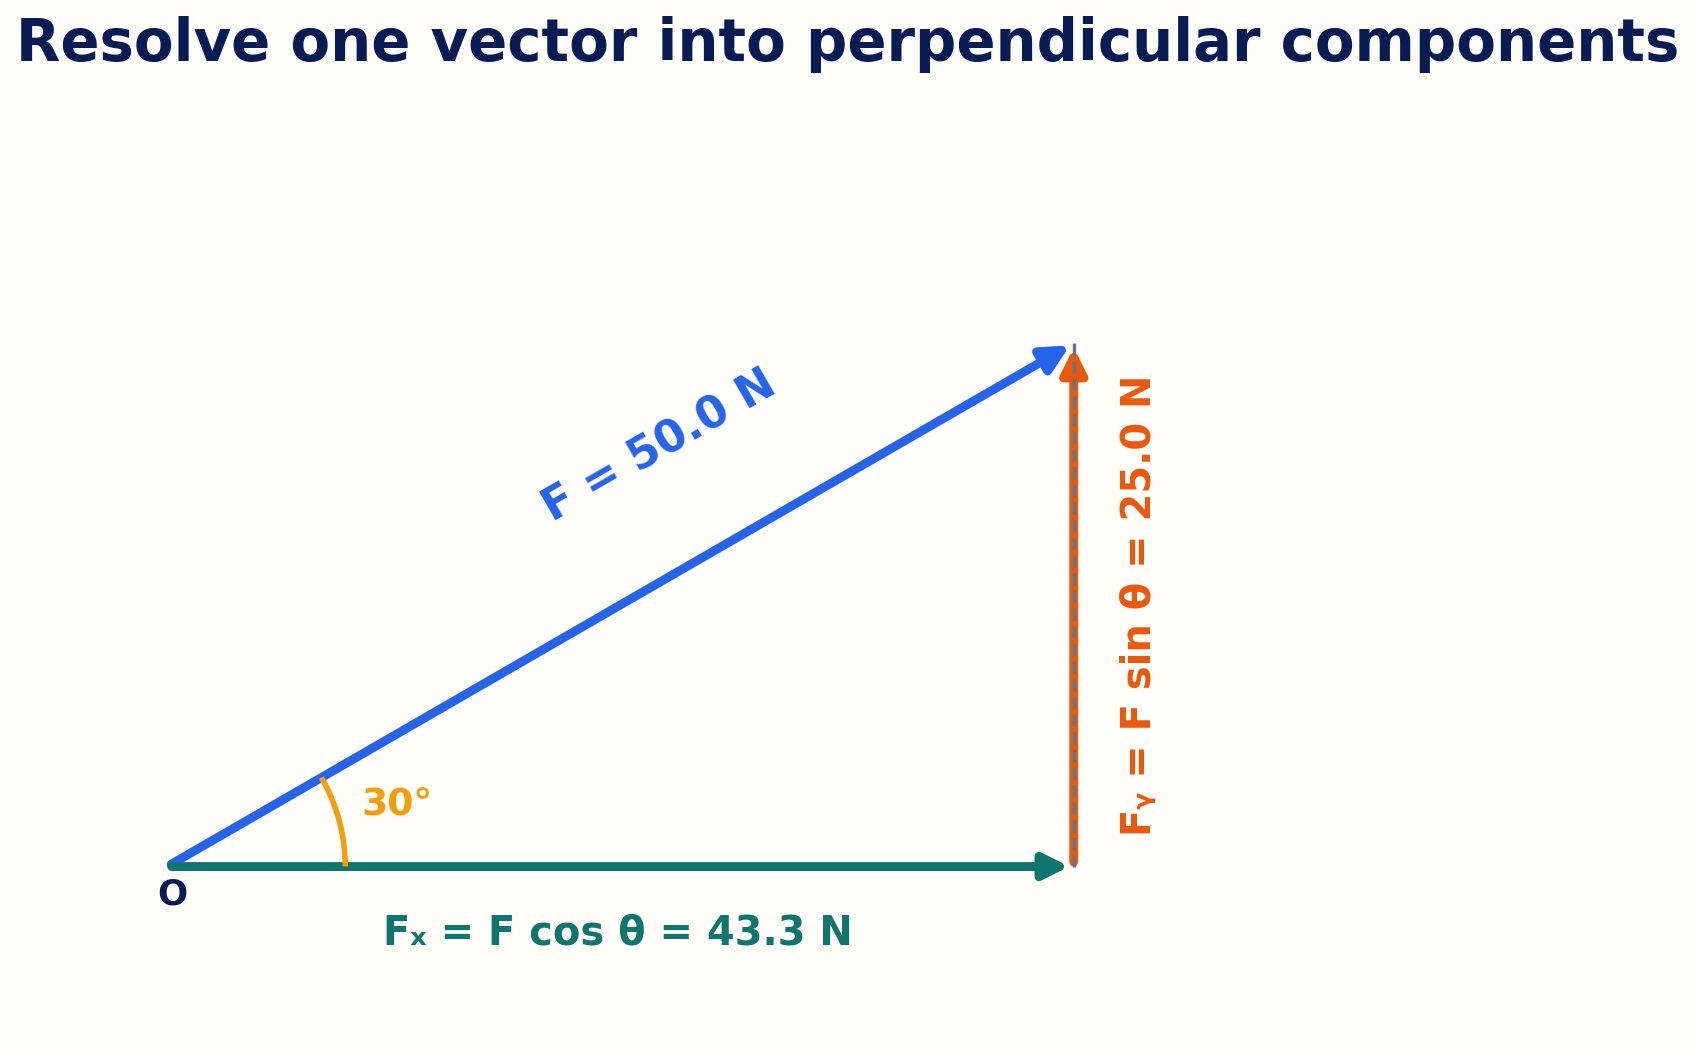 Resolve one vector into perpendicular components
F = 50.0 N
Fᵧ = F sin θ = 25.0 N
30°
O
Fₓ = F cos θ = 43.3 N